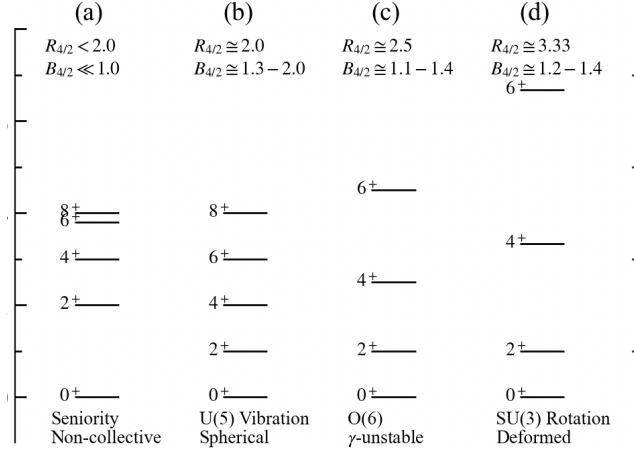 (a)
R4/2 < 2.0
B4/2 ≪ 1.0
8+
6+
4+
2+
0+
Seniority
Non-collective
(b)
R4/2 ≅ 2.0
B4/2 ≅ 1.3 – 2.0
8+
6+
4+
2+
0+
U(5) Vibration
Spherical
(c)
R4/2 ≅ 2.5
B4/2 ≅ 1.1 – 1.4
6+
4+
2+
0+
O(6)
γ-unstable
(d)
R4/2 ≅ 3.33
B4/2 ≅ 1.2 – 1.4
6+
4+
2+
0+
SU(3) Rotation
Deformed